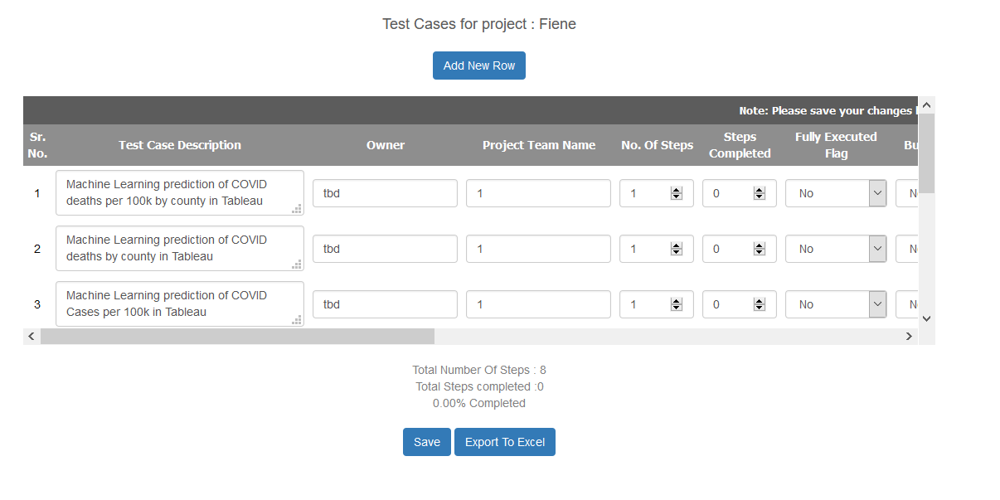 Test Cases for project : Fiene
Add New Row
Note: Please save your changes
Sr. No. Test Case Description Owner Project Team Name No. Of Steps Steps Completed Fully Executed Flag Bu
1 Machine Learning prediction of COVID deaths per 100k by county in Tableau tbd 1 1 0 No N
2 Machine Learning prediction of COVID deaths by county in Tableau tbd 1 1 0 No N
3 Machine Learning prediction of COVID Cases per 100k in Tableau tbd 1 1 0 No N
Total Number Of Steps : 8
Total Steps completed :0
0.00% Completed
Save Export To Excel